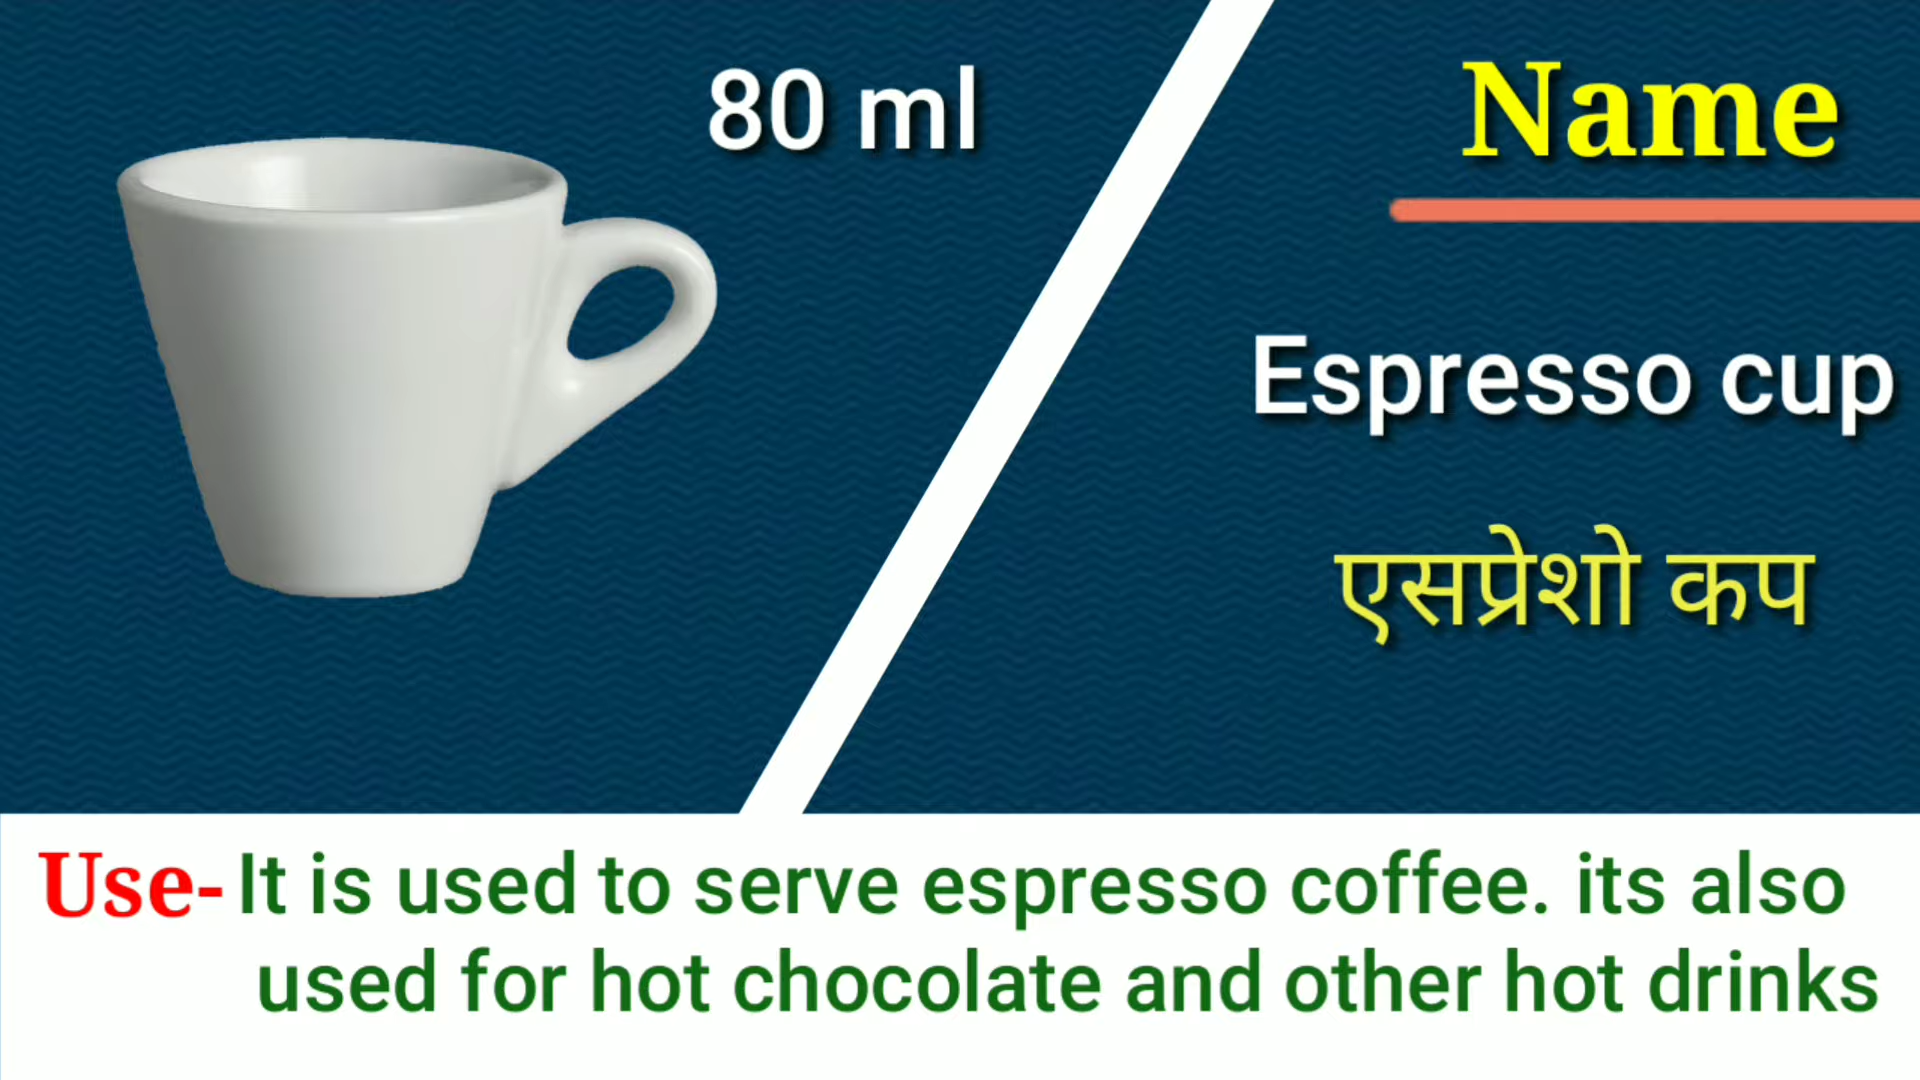 80 ml
Name
Espresso cup
एसप्रेशो कप
Use- It is used to serve espresso coffee. its also
used for hot chocolate and other hot drinks